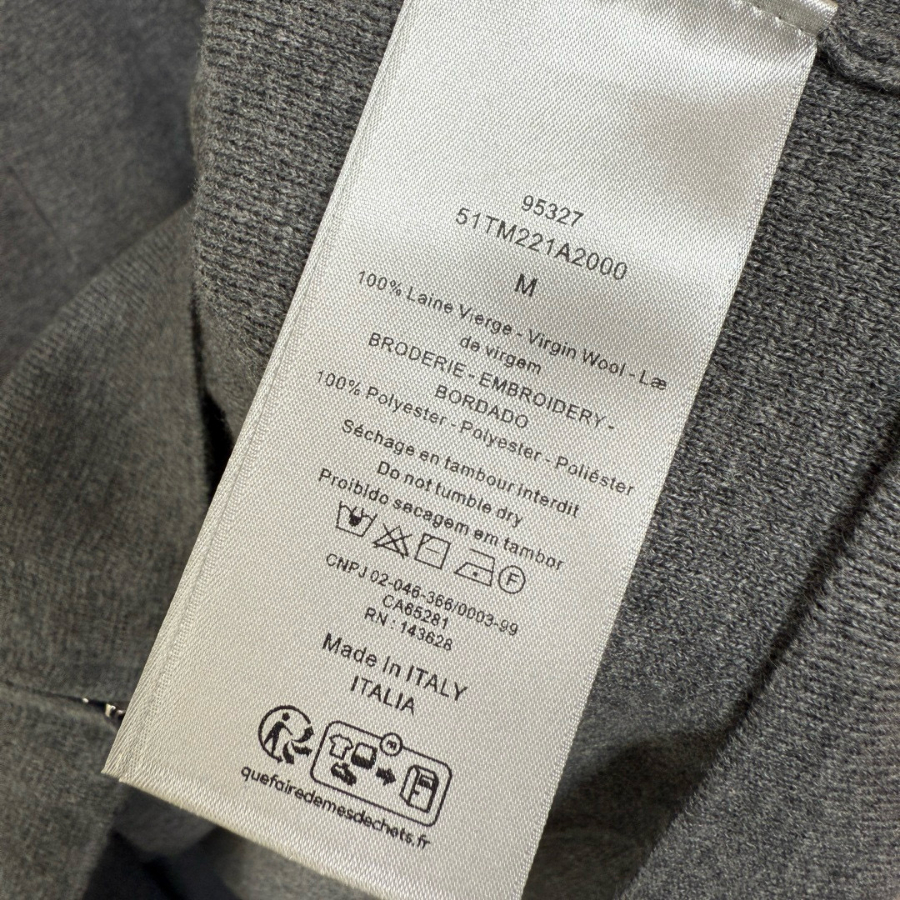 95327
51TM221A2000
M
100% Laine Vierge - Virgin Wool - Læ
de virgem
BRODERIE - EMBROIDERY -
BORDADO
100% Polyester - Polyester - Poliéster
Séchage en tambour interdit
Do not tumble dry
Proibido secagem em tambor
F
CNPJ 02-046-366/0003-99
CA65281
RN : 143628
Made In ITALY
ITALIA
FR
quefairedemesdechets.fr